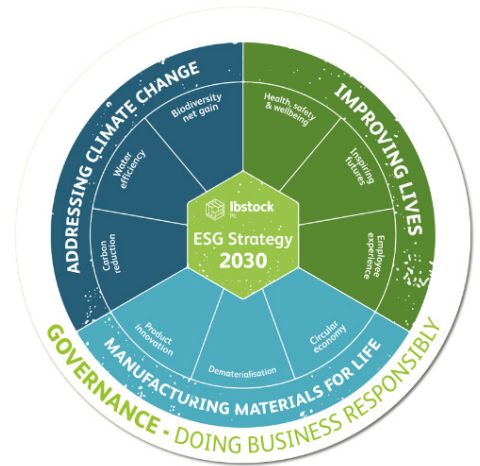 ADDRESSING CLIMATE CHANGE
Biodiversity
net gain
Water
efficiency
Carbon
reduction
IMPROVING LIVES
Health, safety
& wellbeing
Inspiring
futures
Employee
experience
Ibstock
Plc
ESG Strategy
2030
Product
innovation
Dematerialisation
Circular
economy
MANUFACTURING MATERIALS FOR LIFE
GOVERNANCE - DOING BUSINESS RESPONSIBLY